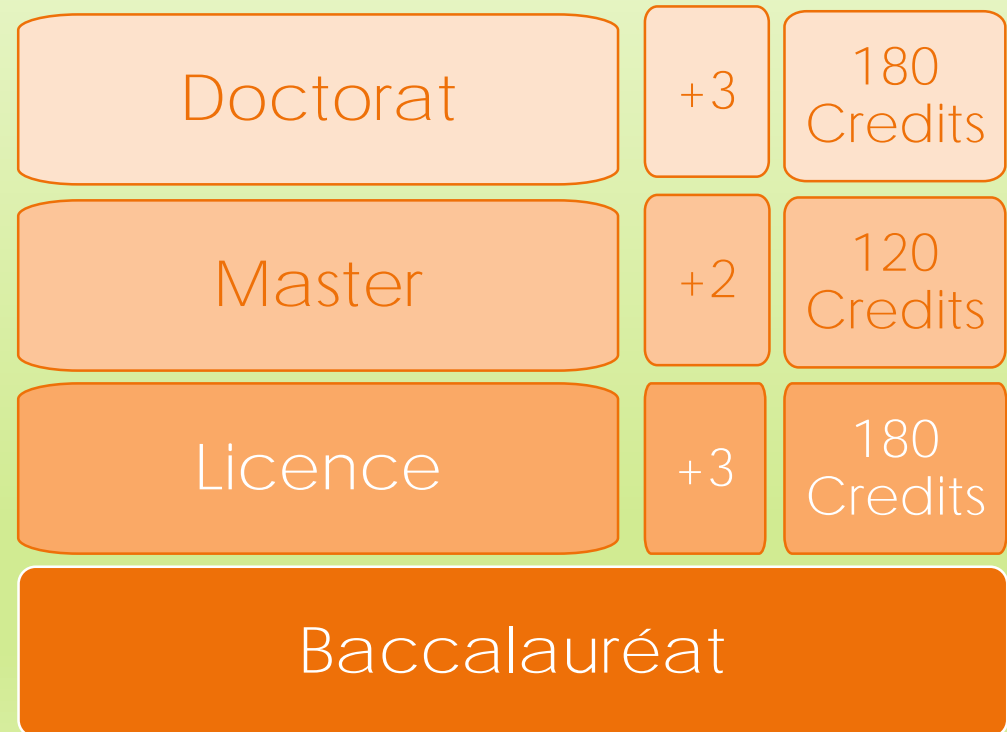 Doctorat
+3
180
Credits
Master
+2
120
Credits
Licence
+3
180
Credits
Baccalauréat